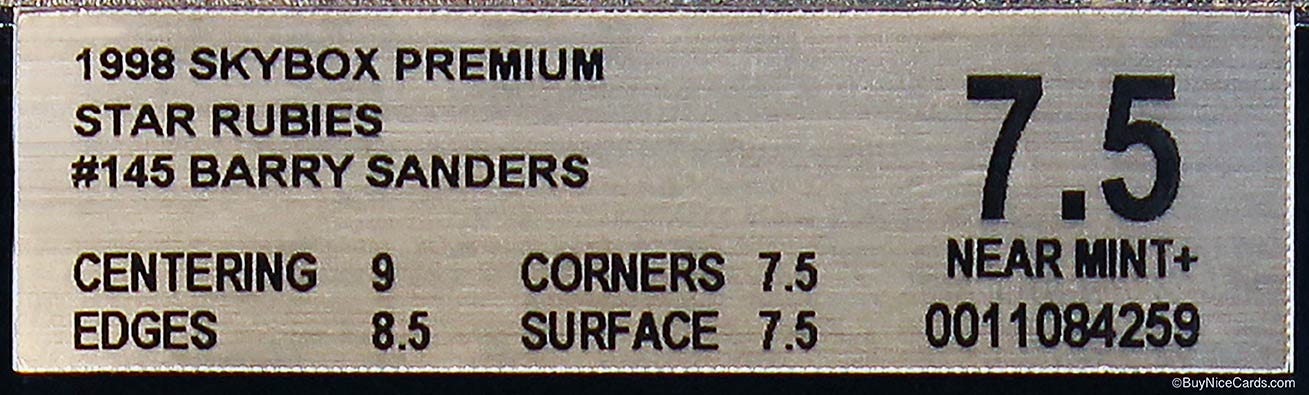 1998 SKYBOX PREMIUM
STAR RUBIES
#145 BARRY SANDERS
7.5
NEAR MINT+
0011084259
CENTERING 9 CORNERS 7.5
EDGES 8.5 SURFACE 7.5
©BuyNiceCards.com